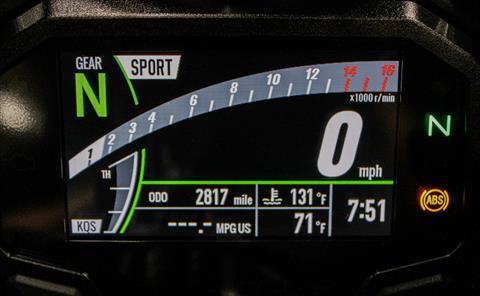 GEAR
SPORT
N
1 2 3 4 6 8 10 12 14 16
x1000 r/min
0 mph
N
TH
ODO 2817 mile
131 °F
---.- MPG US
71 °F
7:51
KQS
ABS